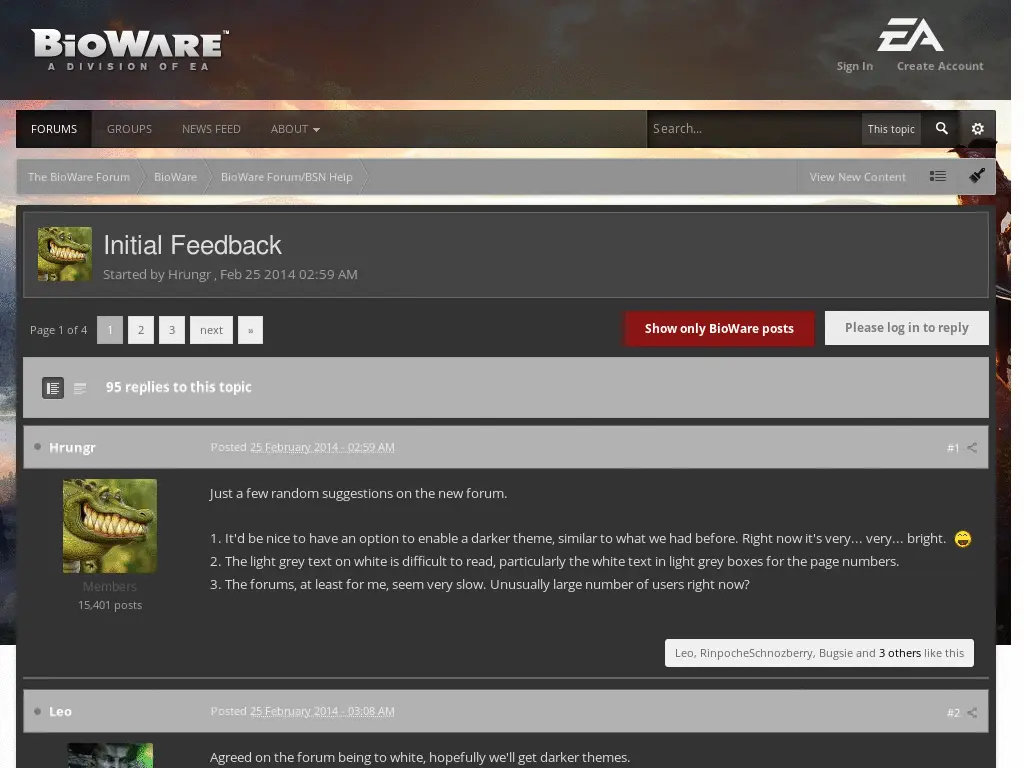 BIOWARE™
A DIVISION OF EA
EA
Sign In Create Account
FORUMS GROUPS NEWS FEED ABOUT Search... This topic
The BioWare Forum BioWare BioWare Forum/BSN Help View New Content
Initial Feedback
Started by Hrungr , Feb 25 2014 02:59 AM
Page 1 of 4 1 2 3 next » Show only BioWare posts Please log in to reply
95 replies to this topic
Hrungr Posted 25 February 2014 - 02:59 AM #1
Just a few random suggestions on the new forum.
1. It'd be nice to have an option to enable a darker theme, similar to what we had before. Right now it's very... very... bright.
2. The light grey text on white is difficult to read, particularly the white text in light grey boxes for the page numbers.
3. The forums, at least for me, seem very slow. Unusually large number of users right now?
Members
15,401 posts
Leo, RinpocheSchnozberry, Bugsie and 3 others like this
Leo Posted 25 February 2014 - 03:08 AM #2
Agreed on the forum being to white, hopefully we'll get darker themes.